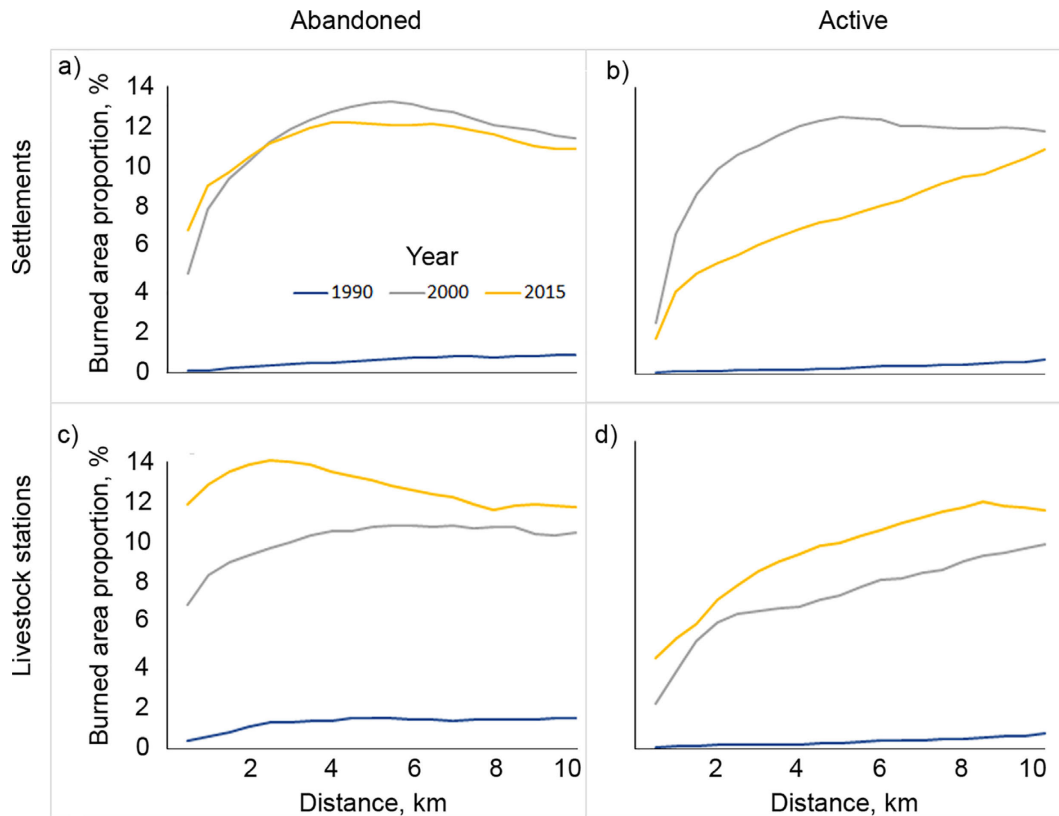 Abandoned
Active
a)
b)
Settlements
Burned area proportion, %
14
12
10
8
6
4
2
0
Year
1990
2000
2015
c)
d)
Livestock stations
Burned area proportion, %
14
12
10
8
6
4
2
0
2
4
6
8
10
Distance, km
2
4
6
8
10
Distance, km